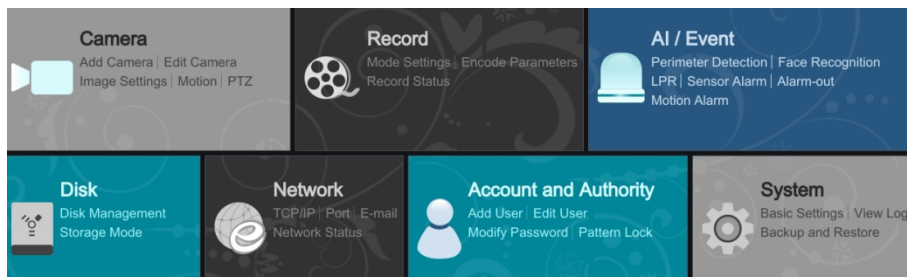 Camera
Add Camera | Edit Camera
Image Settings | Motion | PTZ
Record
Mode Settings | Encode Parameters
Record Status
AI / Event
Perimeter Detection | Face Recognition
LPR | Sensor Alarm | Alarm-out
Motion Alarm
Disk
Disk Management
Storage Mode
Network
TCP/IP | Port | E-mail
Network Status
Account and Authority
Add User | Edit User
Modify Password | Pattern Lock
System
Basic Settings | View Log
Backup and Restore